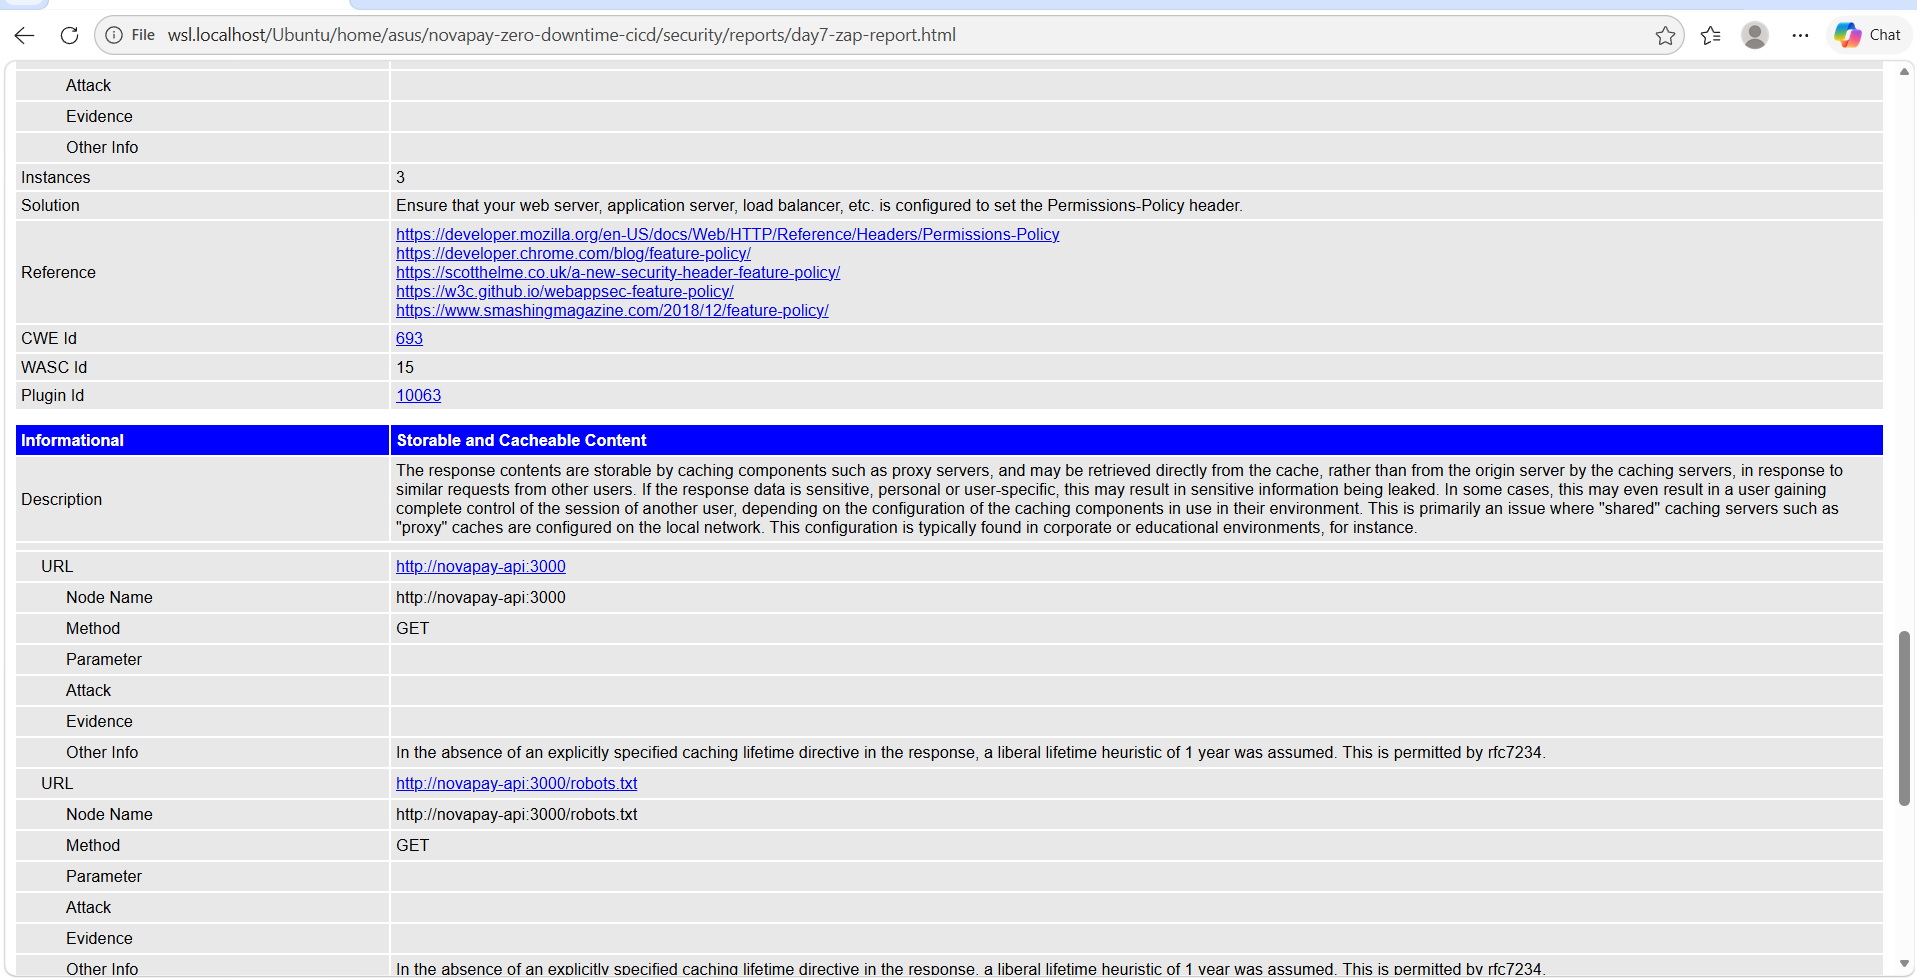 File wsl.localhost/Ubuntu/home/asus/novapay-zero-downtime-cicd/security/reports/day7-zap-report.html
Chat
Attack
Evidence
Other Info
Instances 3
Solution Ensure that your web server, application server, load balancer, etc. is configured to set the Permissions-Policy header.
Reference
https://developer.mozilla.org/en-US/docs/Web/HTTP/Reference/Headers/Permissions-Policy
https://developer.chrome.com/blog/feature-policy/
https://scotthelme.co.uk/a-new-security-header-feature-policy/
https://w3c.github.io/webappsec-feature-policy/
https://www.smashingmagazine.com/2018/12/feature-policy/
CWE Id 693
WASC Id 15
Plugin Id 10063
Informational Storable and Cacheable Content
Description
The response contents are storable by caching components such as proxy servers, and may be retrieved directly from the cache, rather than from the origin server by the caching servers, in response to
similar requests from other users. If the response data is sensitive, personal or user-specific, this may result in sensitive information being leaked. In some cases, this may even result in a user gaining
complete control of the session of another user, depending on the configuration of the caching components in use in their environment. This is primarily an issue where "shared" caching servers such as
"proxy" caches are configured on the local network. This configuration is typically found in corporate or educational environments, for instance.
URL http://novapay-api:3000
Node Name http://novapay-api:3000
Method GET
Parameter
Attack
Evidence
Other Info In the absence of an explicitly specified caching lifetime directive in the response, a liberal lifetime heuristic of 1 year was assumed. This is permitted by rfc7234.
URL http://novapay-api:3000/robots.txt
Node Name http://novapay-api:3000/robots.txt
Method GET
Parameter
Attack
Evidence
Other Info In the absence of an explicitly specified caching lifetime directive in the response, a liberal lifetime heuristic of 1 year was assumed. This is permitted by rfc7234.